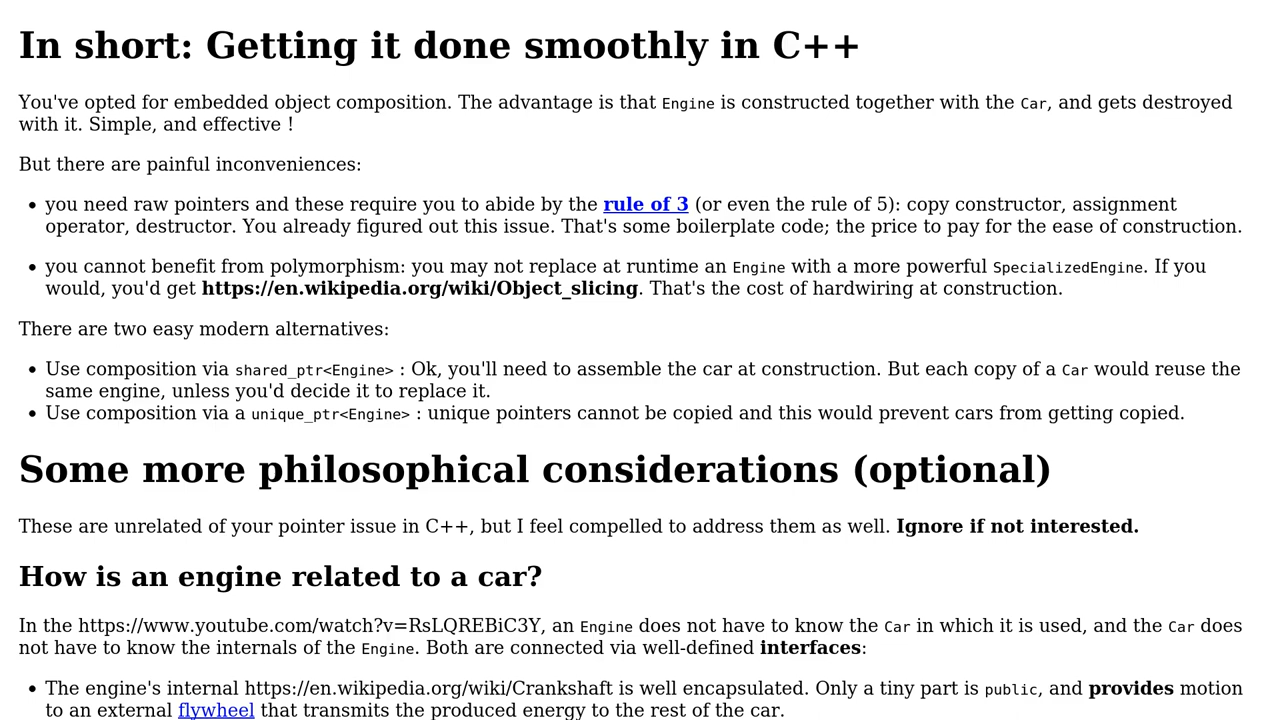 In short: Getting it done smoothly in C++
You've opted for embedded object composition. The advantage is that Engine is constructed together with the Car, and gets destroyed
with it. Simple, and effective !
But there are painful inconveniences:
• you need raw pointers and these require you to abide by the rule of 3 (or even the rule of 5): copy constructor, assignment
operator, destructor. You already figured out this issue. That's some boilerplate code; the price to pay for the ease of construction.
• you cannot benefit from polymorphism: you may not replace at runtime an Engine with a more powerful SpecializedEngine. If you
would, you'd get https://en.wikipedia.org/wiki/Object_slicing. That's the cost of hardwiring at construction.
There are two easy modern alternatives:
• Use composition via shared_ptr<Engine> : Ok, you'll need to assemble the car at construction. But each copy of a Car would reuse the
same engine, unless you'd decide it to replace it.
• Use composition via a unique_ptr<Engine> : unique pointers cannot be copied and this would prevent cars from getting copied.
Some more philosophical considerations (optional)
These are unrelated of your pointer issue in C++, but I feel compelled to address them as well. Ignore if not interested.
How is an engine related to a car?
In the https://www.youtube.com/watch?v=RsLQREBiC3Y, an Engine does not have to know the Car in which it is used, and the Car does
not have to know the internals of the Engine. Both are connected via well-defined interfaces:
• The engine's internal https://en.wikipedia.org/wiki/Crankshaft is well encapsulated. Only a tiny part is public, and provides motion
to an external flywheel that transmits the produced energy to the rest of the car.